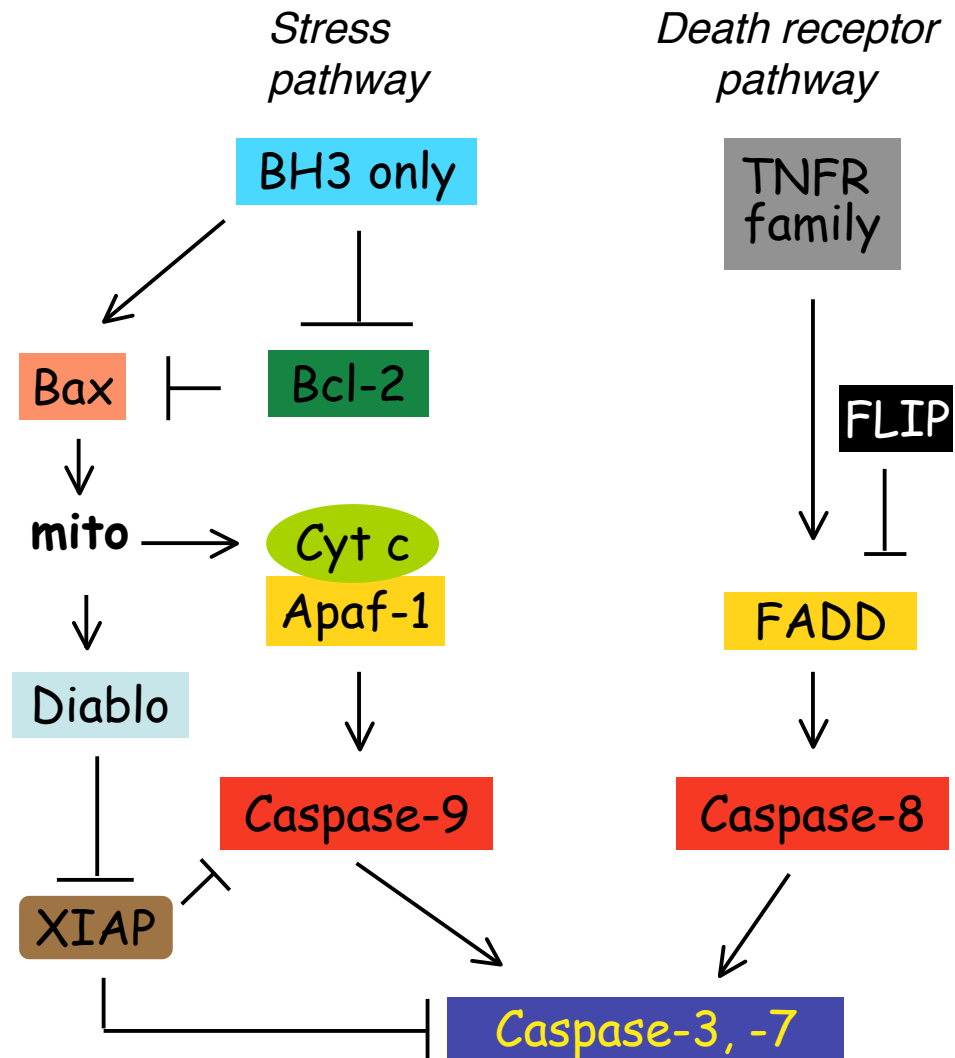 Stress
pathway
Death receptor
pathway
BH3 only
TNFR
family
Bax
Bcl-2
FLIP
mito
Cyt c
Apaf-1
FADD
Diablo
Caspase-9
Caspase-8
XIAP
Caspase-3, -7